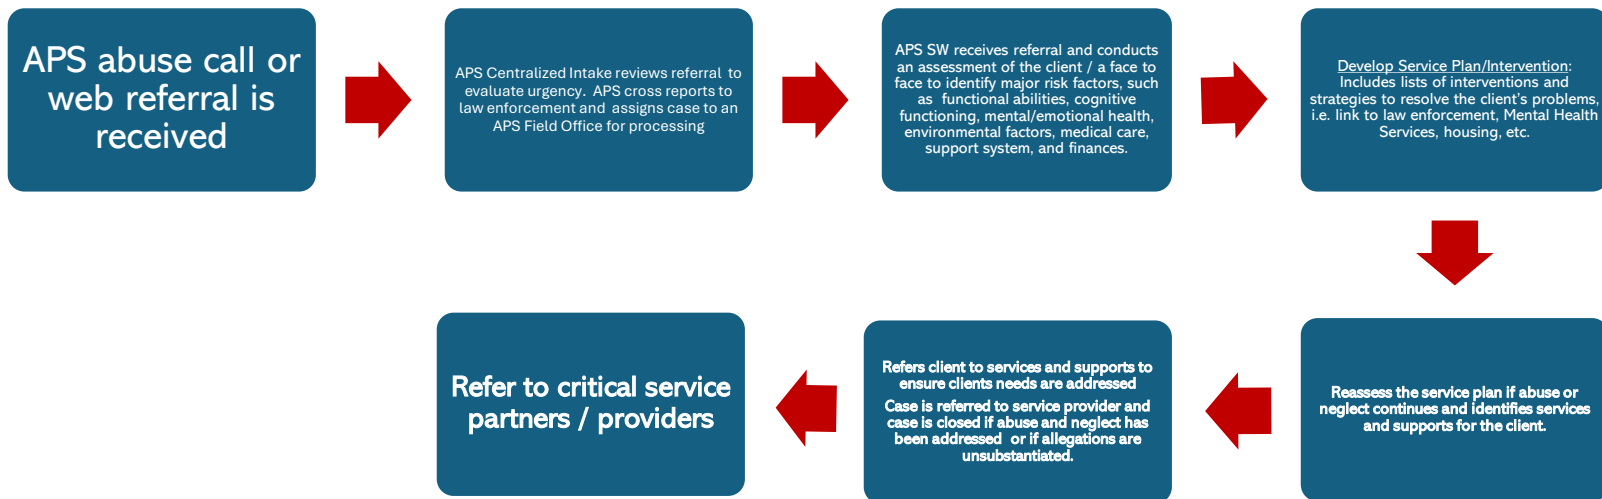 APS abuse call or
web referral is
received
APS Centralized Intake reviews referral to
evaluate urgency. APS cross reports to
law enforcement and assigns case to an
APS Field Office for processing
APS SW receives referral and conducts
an assessment of the client / a face to
face to identify major risk factors, such
as functional abilities, cognitive
functioning, mental/emotional health,
environmental factors, medical care,
support system, and finances.
Develop Service Plan/Intervention:
Includes lists of interventions and
strategies to resolve the client's problems,
i.e. link to law enforcement, Mental Health
Services, housing, etc.
Reassess the service plan if abuse or
neglect continues and identifies services
and supports for the client.
Refers client to services and supports to
ensure clients needs are addressed
Case is referred to service provider and
case is closed if abuse and neglect has
been addressed or if allegations are
unsubstantiated.
Refer to critical service
partners / providers